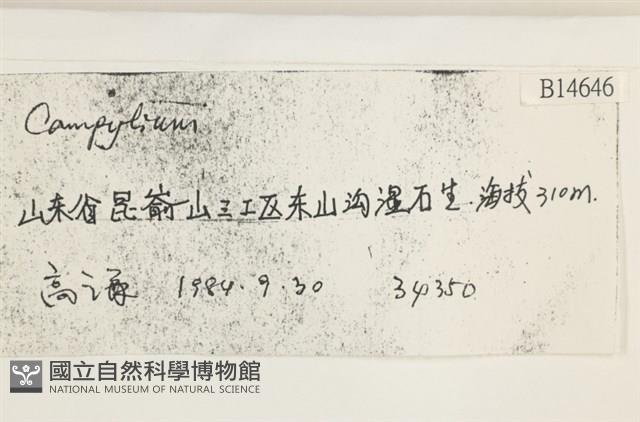 B14646
Campylium
山东省昆嵛山三工区东山沟湿石生.海拔310m.
高谦 1984.9.30 34350
國立自然科學博物館
NATIONAL MUSEUM OF NATURAL SCIENCE